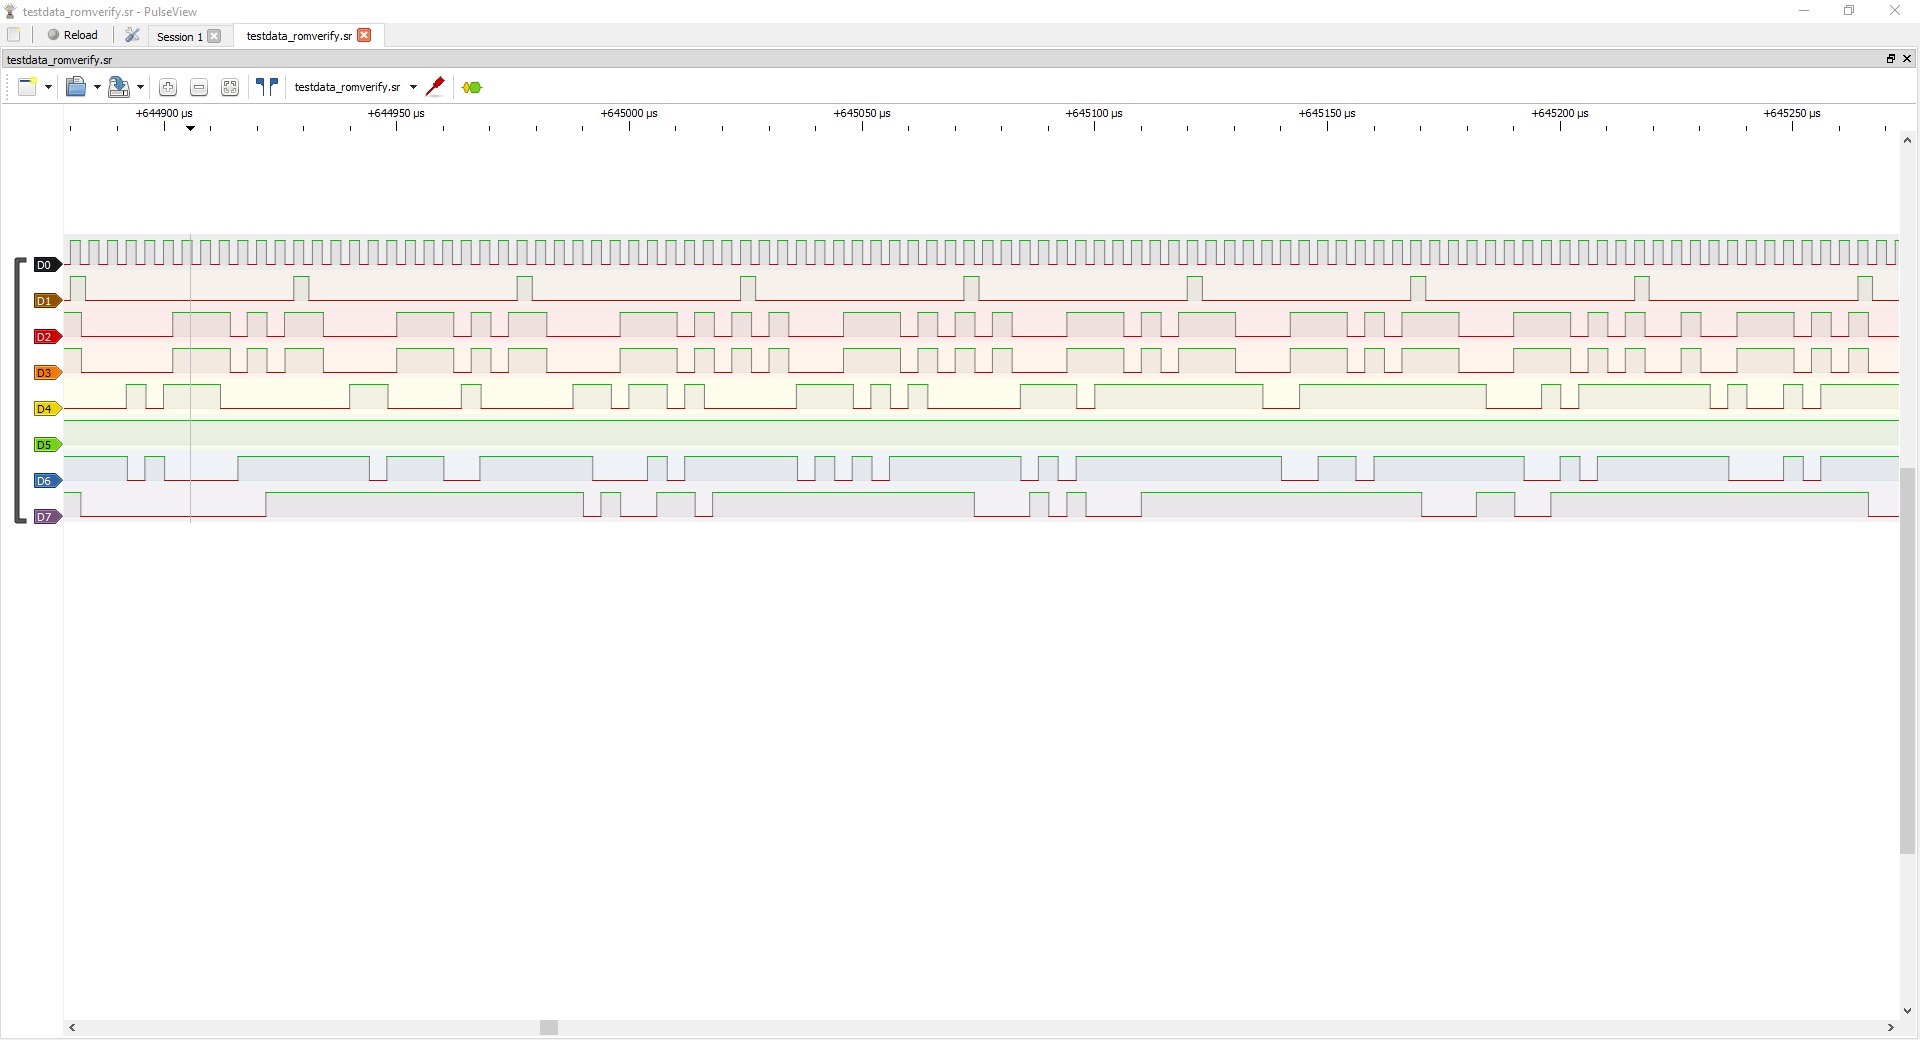 testdata_romverify.sr - PulseView
Reload
Session 1
testdata_romverify.sr
testdata_romverify.sr
testdata_romverify.sr
+644900 µs +644950 µs +645000 µs +645050 µs +645100 µs +645150 µs +645200 µs +645250 µs
D0
D1
D2
D3
D4
D5
D6
D7